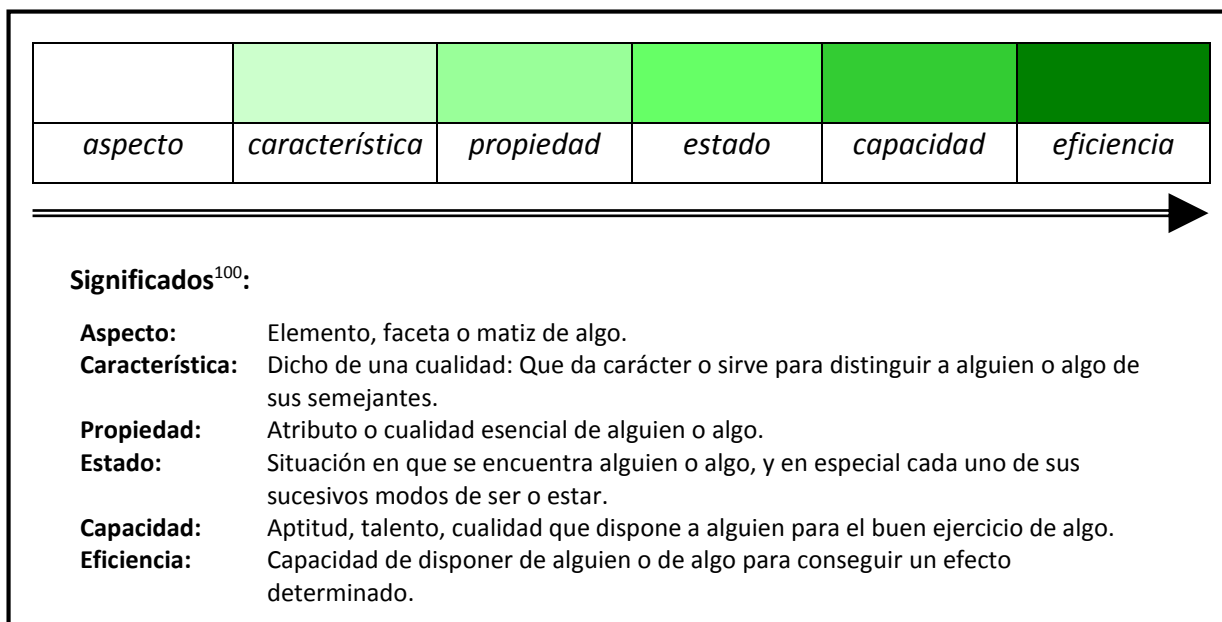 aspecto característica propiedad estado capacidad eficiencia
Significados100:
Aspecto: Elemento, faceta o matiz de algo.
Característica: Dicho de una cualidad: Que da carácter o sirve para distinguir a alguien o algo de
sus semejantes.
Propiedad: Atributo o cualidad esencial de alguien o algo.
Estado: Situación en que se encuentra alguien o algo, y en especial cada uno de sus
sucesivos modos de ser o estar.
Capacidad: Aptitud, talento, cualidad que dispone a alguien para el buen ejercicio de algo.
Eficiencia: Capacidad de disponer de alguien o de algo para conseguir un efecto
determinado.